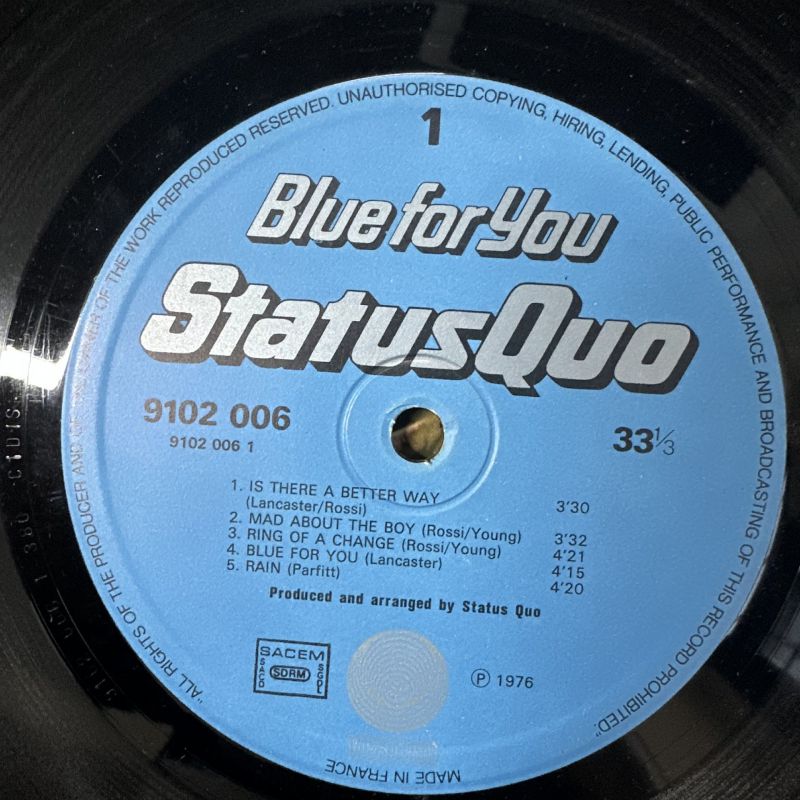 "ALL RIGHTS OF THE PRODUCER AND OF THE OWNER OF THE WORK REPRODUCED RESERVED. UNAUTHORISED COPYING, HIRING, LENDING, PUBLIC PERFORMANCE AND BROADCASTING OF THIS RECORD PROHIBITED."
1
Blue for You
Status Quo
9102 006
9102 006 1
33 1/3
1. IS THERE A BETTER WAY
(Lancaster/Rossi) 3'30
2. MAD ABOUT THE BOY (Rossi/Young) 3'32
3. RING OF A CHANGE (Rossi/Young) 4'21
4. BLUE FOR YOU (Lancaster) 4'15
5. RAIN (Parfitt) 4'20
Produced and arranged by Status Quo
SACEM
SACD
SDRM
SGDL
Ⓟ 1976
MADE IN FRANCE